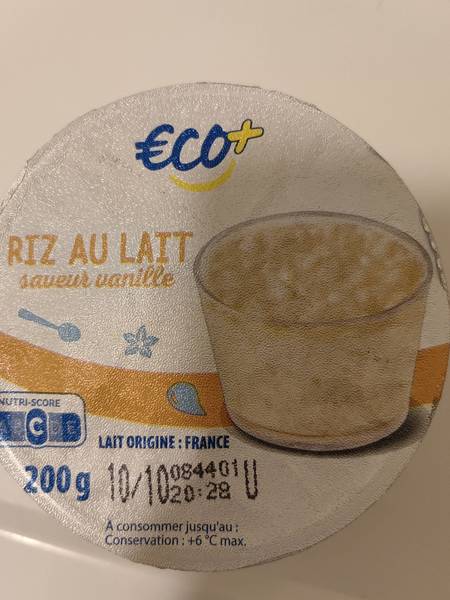 €CO+
RIZ AU LAIT
saveur vanille
NUTRI-SCORE
A C E
LAIT ORIGINE : FRANCE
200g
10/10 084401 U
20:28
A consommer jusqu'au :
Conservation : +6 °C max.